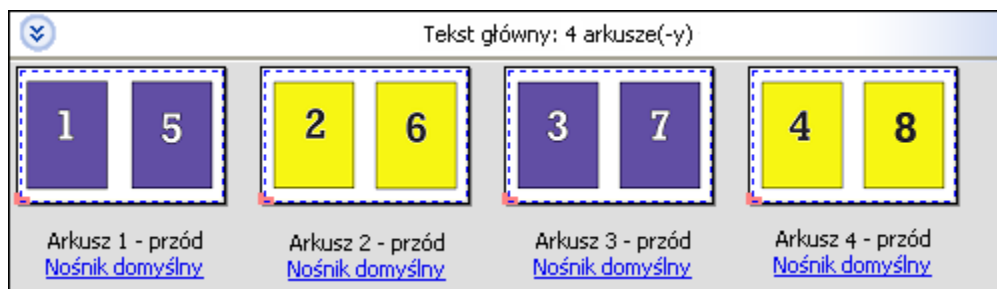 Tekst główny: 4 arkusze(-y)
1 5 2 6 3 7 4 8
Arkusz 1 - przód Arkusz 2 - przód Arkusz 3 - przód Arkusz 4 - przód
Nośnik domyślny Nośnik domyślny Nośnik domyślny Nośnik domyślny